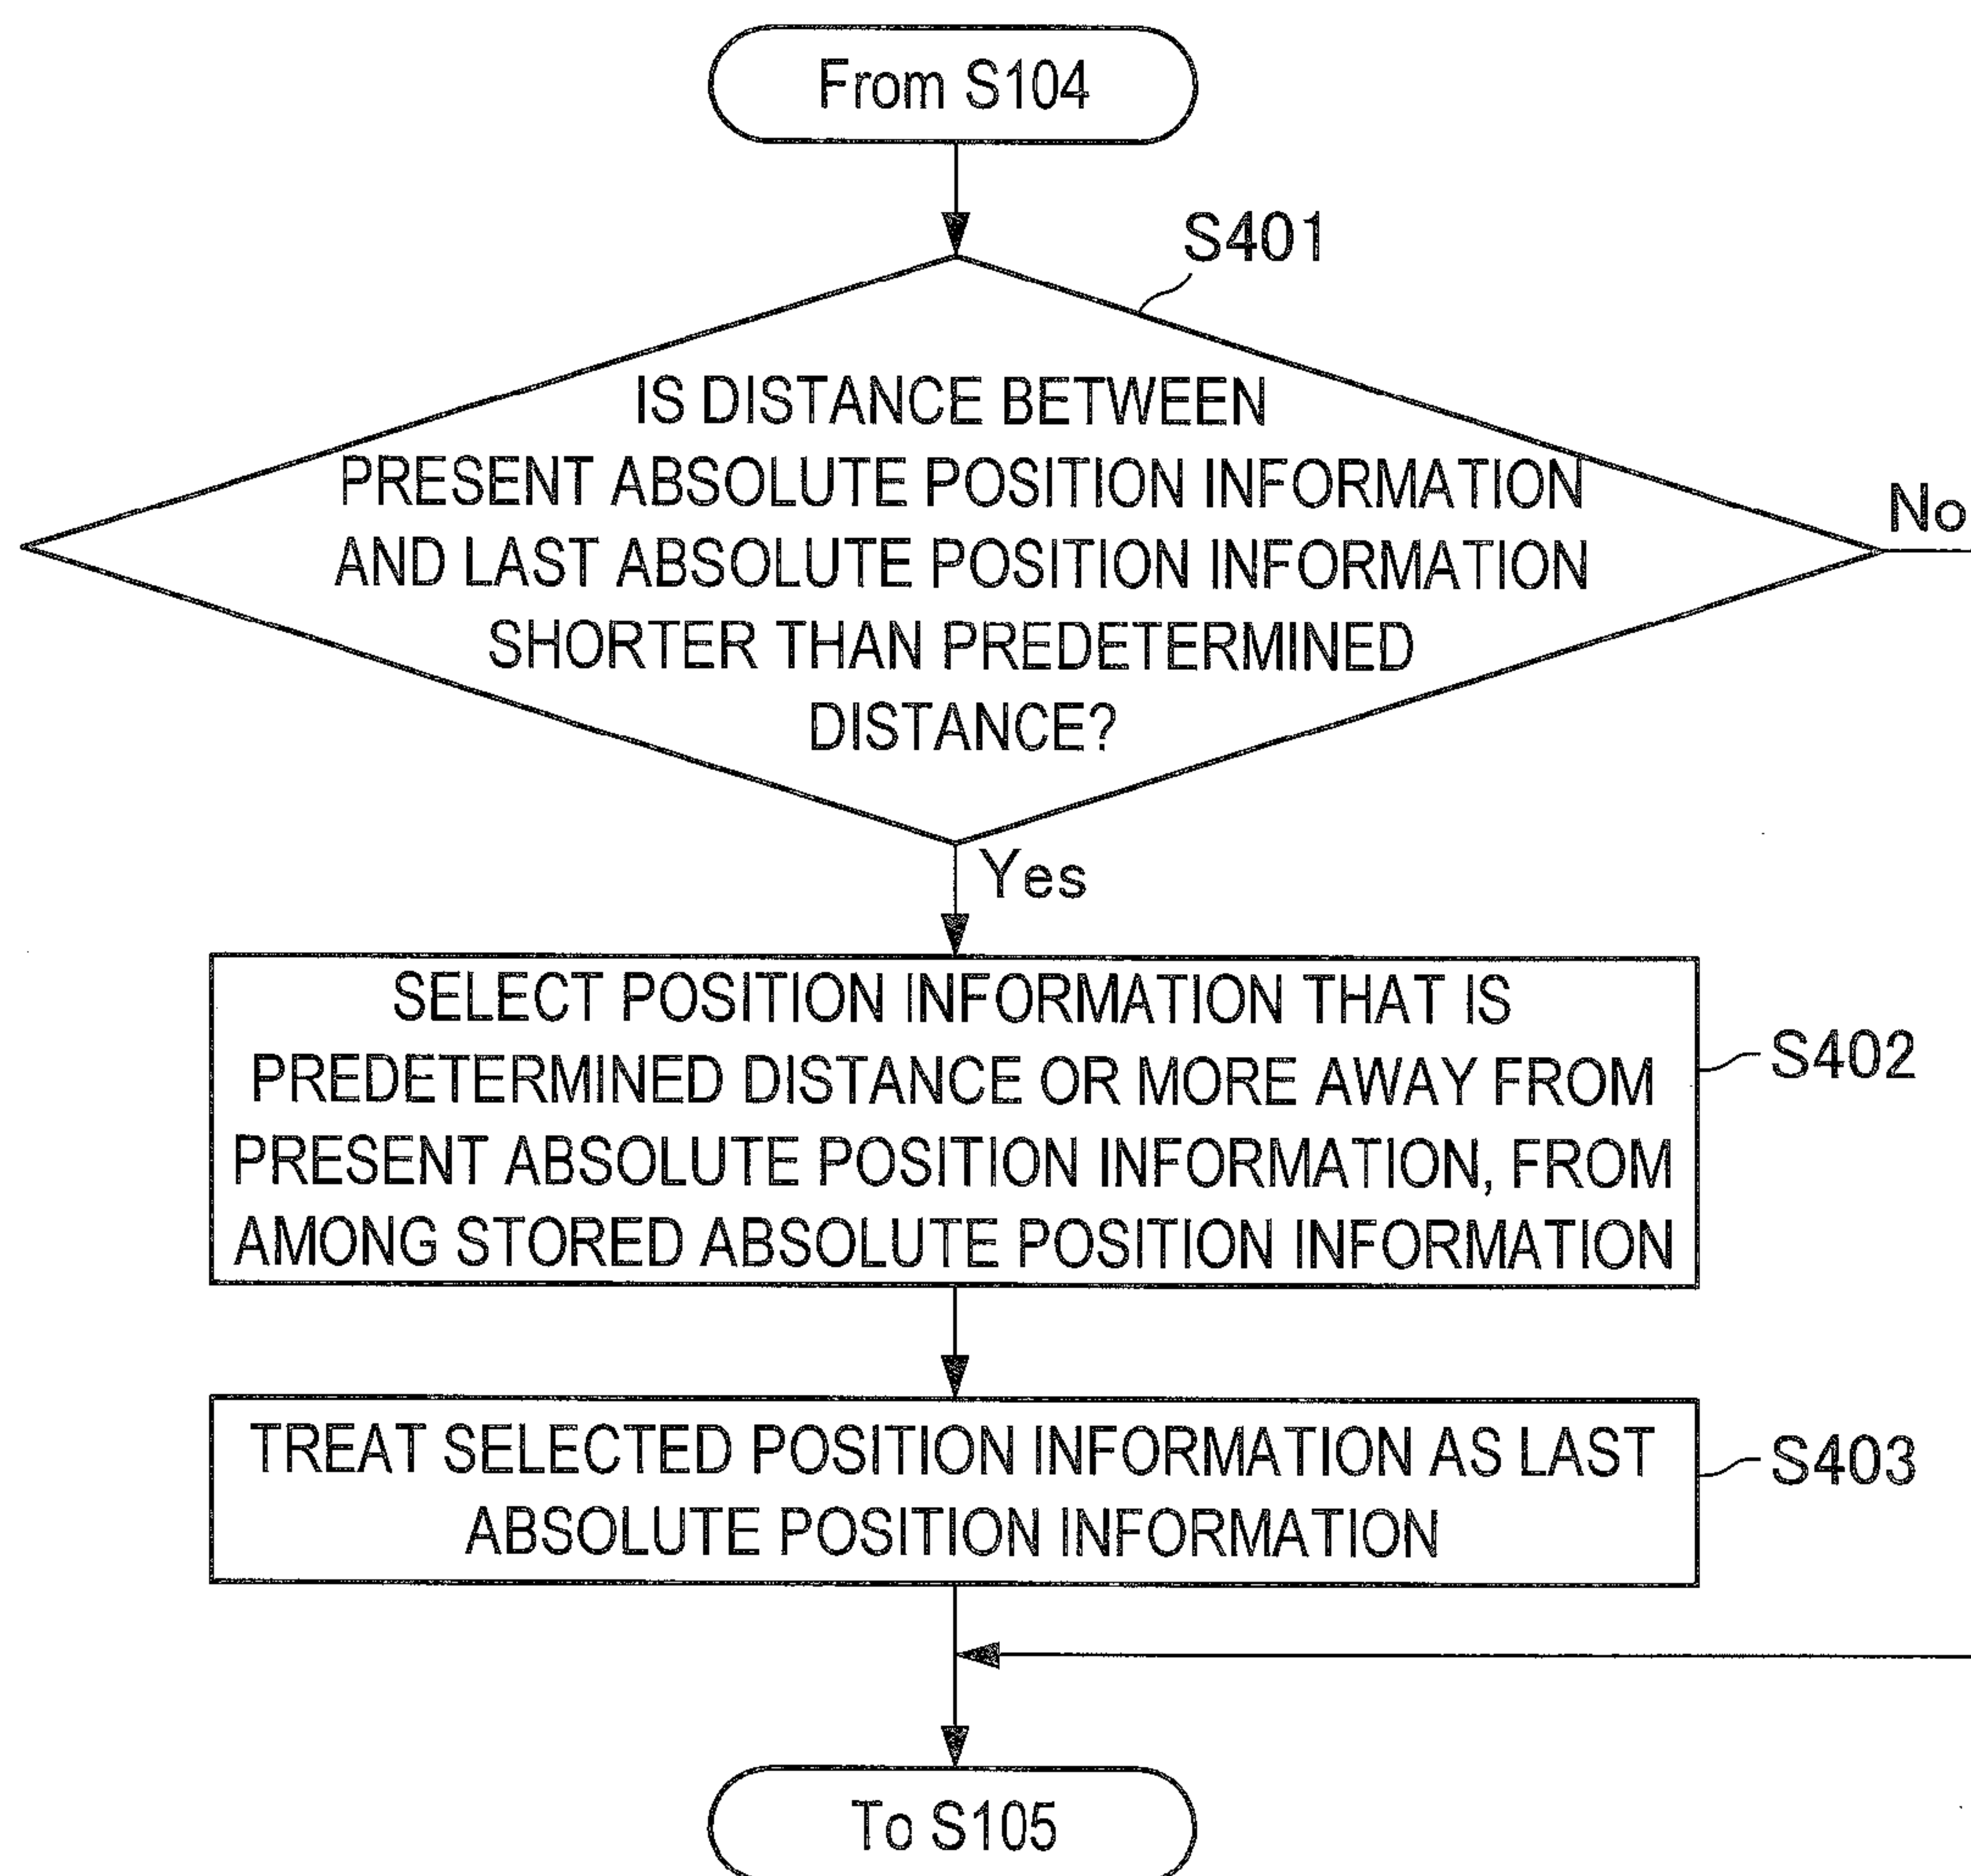 From S104
S401
IS DISTANCE BETWEEN
PRESENT ABSOLUTE POSITION INFORMATION
AND LAST ABSOLUTE POSITION INFORMATION
SHORTER THAN PREDETERMINED
DISTANCE?
No
Yes
SELECT POSITION INFORMATION THAT IS
PREDETERMINED DISTANCE OR MORE AWAY FROM
PRESENT ABSOLUTE POSITION INFORMATION, FROM
AMONG STORED ABSOLUTE POSITION INFORMATION
S402
TREAT SELECTED POSITION INFORMATION AS LAST
ABSOLUTE POSITION INFORMATION
S403
To S105